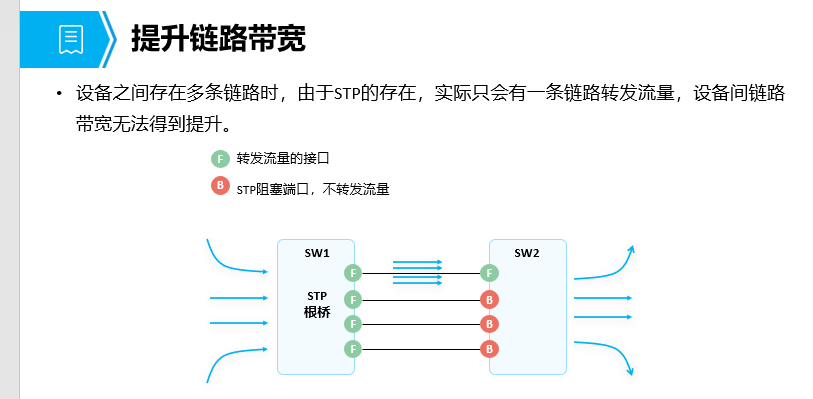 提升链路带宽
• 设备之间存在多条链路时，由于STP的存在，实际只会有一条链路转发流量，设备间链路
带宽无法得到提升。
F 转发流量的接口
B STP阻塞端口，不转发流量
SW1
SW2
F
F
STP
根桥
F
B
F
B
F
B